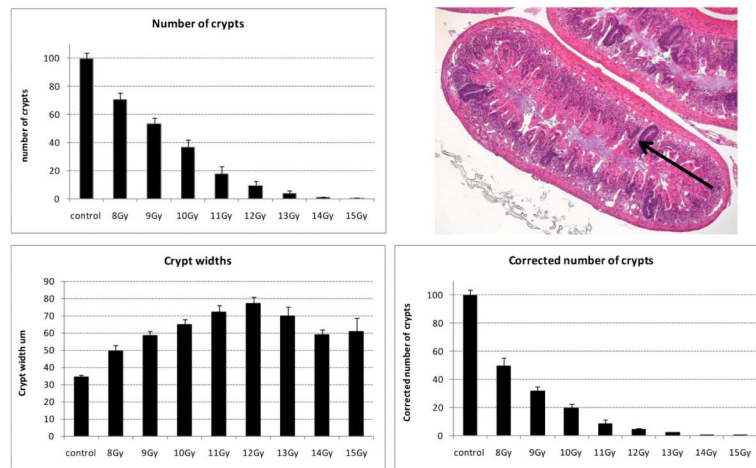 Number of crypts
number of crypts
100
80
60
40
20
0
control 8Gy 9Gy 10Gy 11Gy 12Gy 13Gy 14Gy 15Gy
Crypt widths
Crypt width um
90
80
70
60
50
40
30
20
10
0
control 8Gy 9Gy 10Gy 11Gy 12Gy 13Gy 14Gy 15Gy
Corrected number of crypts
Corrected number of crypts
100
80
60
40
20
0
control 8Gy 9Gy 10Gy 11Gy 12Gy 13Gy 14Gy 15Gy